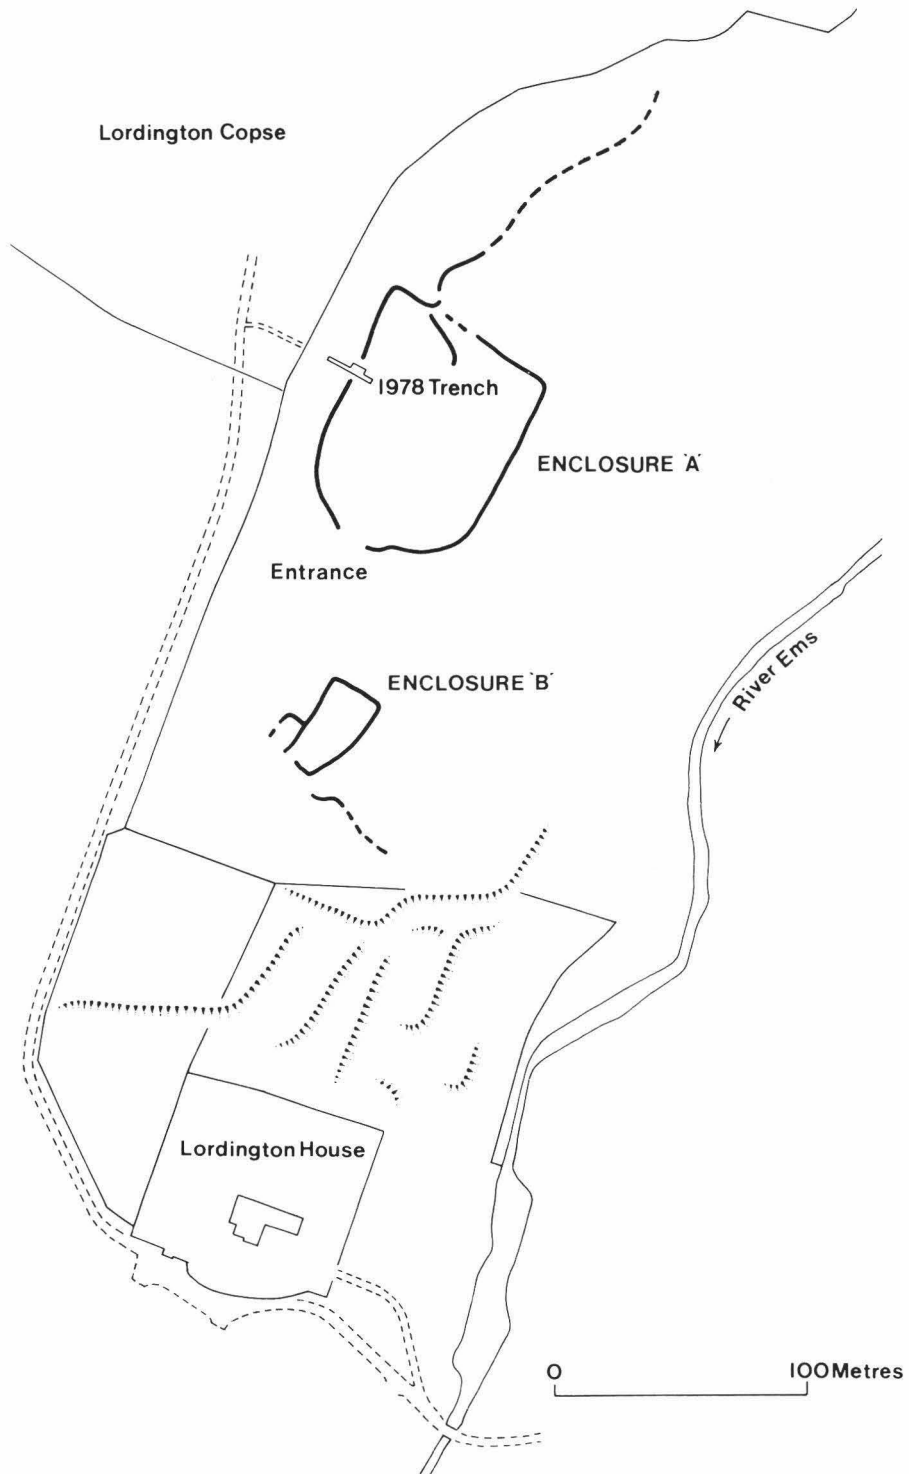 Lordington Copse
1978 Trench
ENCLOSURE 'A'
Entrance
River Ems
ENCLOSURE 'B'
Lordington House
0 100 Metres